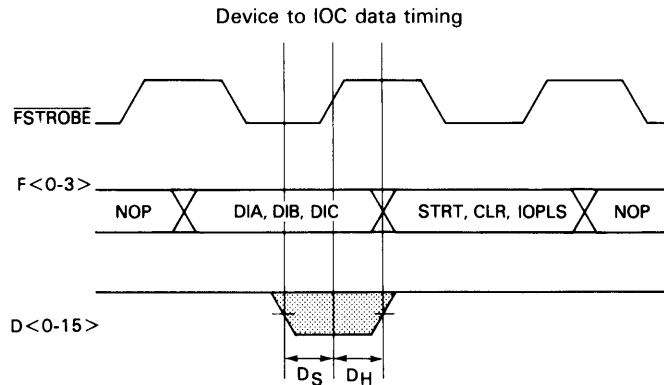 Device to IOC data timing
FSTROBE
F<0-3>
NOP DIA, DIB, DIC STRT, CLR, IOPLS NOP
D<0-15>
DS DH